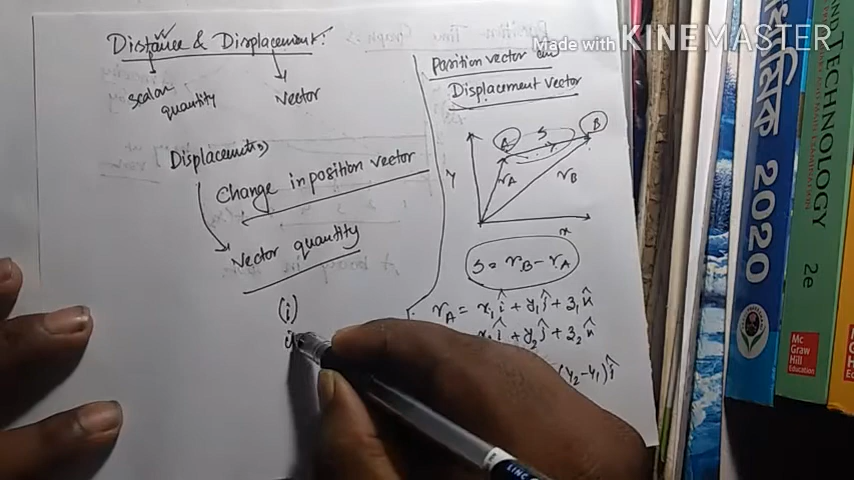 Made with KINEMASTER
Distance & Displacement:
scalar quantity
Vector
Displacement
Change in position vector
Vector quantity
(i)
Position vector
Displacement vector
A
S
B
y
rA
rB
x
S = rB - rA
rA = x₁î + y₁ĵ + z₁k̂
x₂î + y₂ĵ + z₂k̂
(y₂-y₁)ĵ
LINC
2020
TECHNOLOGY
2e
Mc
Graw
Hill
Education